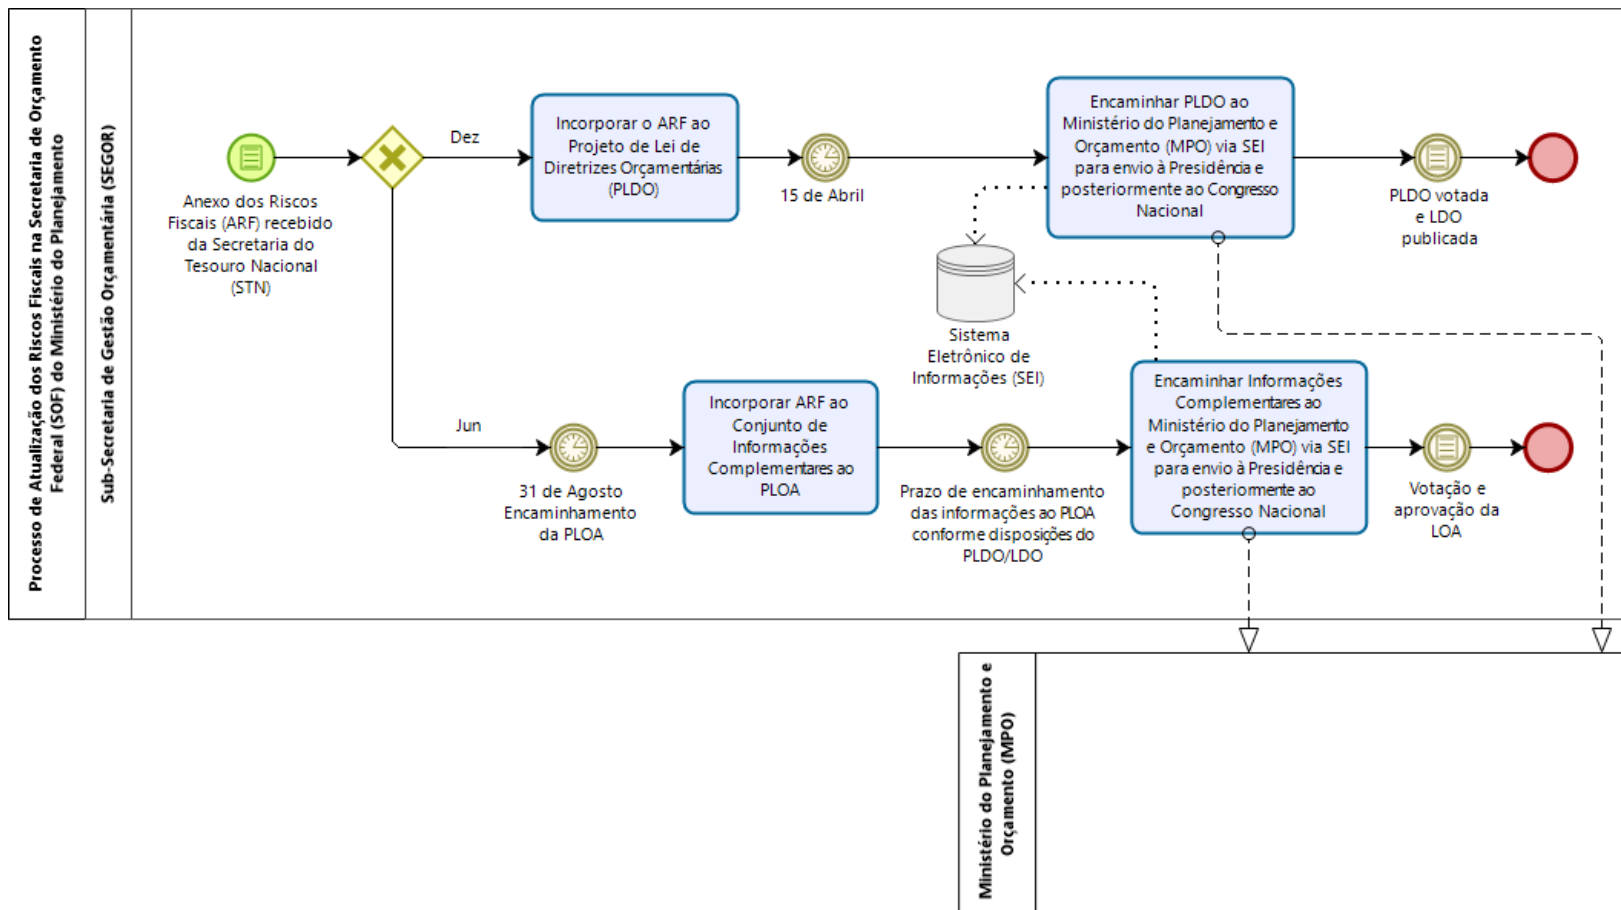 Processo de Atualização dos Riscos Fiscais na Secretaria de Orçamento
Federal (SOF) do Ministério do Planejamento
Sub-Secretaria de Gestão Orçamentária (SEGOR)
Anexo dos Riscos
Fiscais (ARF) recebido
da Secretaria do
Tesouro Nacional
(STN)
Dez
Incorporar o ARF ao
Projeto de Lei de
Diretrizes Orçamentárias
(PLDO)
15 de Abril
Encaminhar PLDO ao
Ministério do Planejamento e
Orçamento (MPO) via SEI
para envio à Presidência e
posteriormente ao Congresso
Nacional
PLDO votada
e LDO
publicada
Sistema
Eletrônico de
Informações (SEI)
Jun
31 de Agosto
Encaminhamento
da PLOA
Incorporar ARF ao
Conjunto de
Informações
Complementares ao
PLOA
Prazo de encaminhamento
das informações ao PLOA
conforme disposições do
PLDO/LDO
Encaminhar Informações
Complementares ao
Ministério do Planejamento
e Orçamento (MPO) via SEI
para envio à Presidência e
posteriormente ao
Congresso Nacional
Votação e
aprovação da
LOA
Ministério do Planejamento e
Orçamento (MPO)